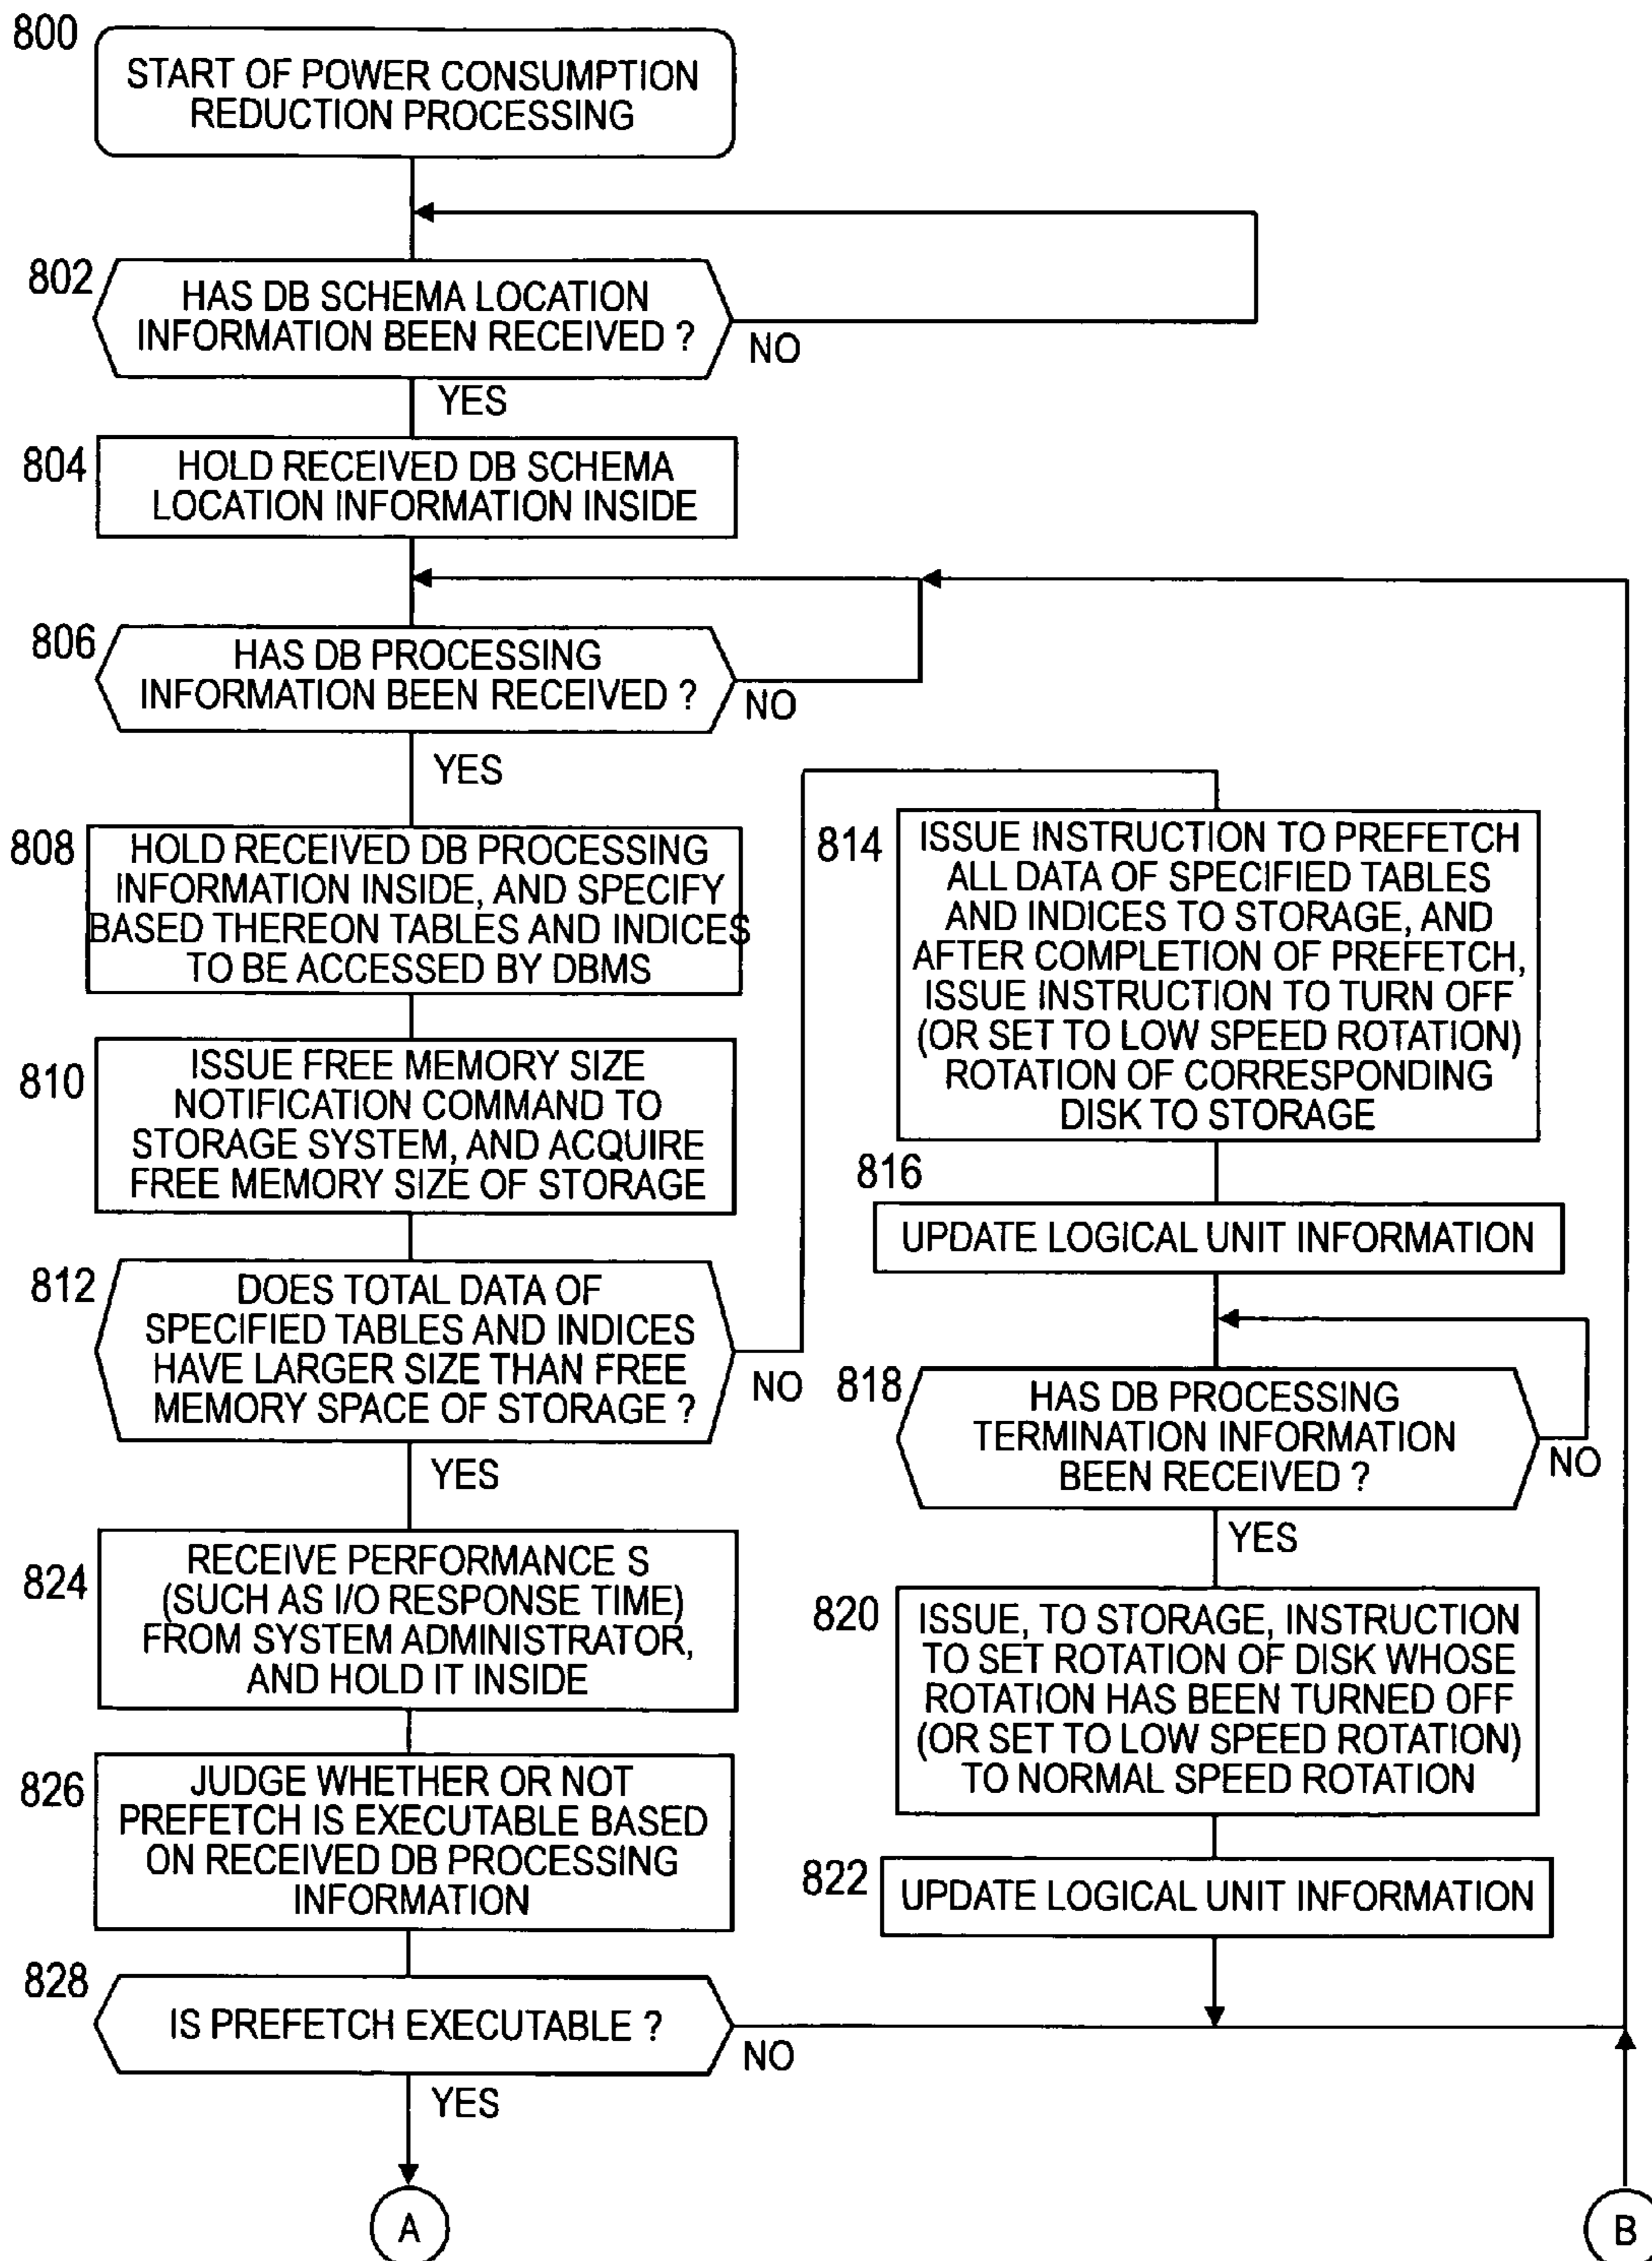 800
START OF POWER CONSUMPTION
REDUCTION PROCESSING
802
HAS DB SCHEMA LOCATION
INFORMATION BEEN RECEIVED ?
NO
YES
804
HOLD RECEIVED DB SCHEMA
LOCATION INFORMATION INSIDE
806
HAS DB PROCESSING
INFORMATION BEEN RECEIVED ?
NO
YES
808
HOLD RECEIVED DB PROCESSING
INFORMATION INSIDE, AND SPECIFY
BASED THEREON TABLES AND INDICES
TO BE ACCESSED BY DBMS
810
ISSUE FREE MEMORY SIZE
NOTIFICATION COMMAND TO
STORAGE SYSTEM, AND ACQUIRE
FREE MEMORY SIZE OF STORAGE
812
DOES TOTAL DATA OF
SPECIFIED TABLES AND INDICES
HAVE LARGER SIZE THAN FREE
MEMORY SPACE OF STORAGE ?
NO
YES
814
ISSUE INSTRUCTION TO PREFETCH
ALL DATA OF SPECIFIED TABLES
AND INDICES TO STORAGE, AND
AFTER COMPLETION OF PREFETCH,
ISSUE INSTRUCTION TO TURN OFF
(OR SET TO LOW SPEED ROTATION)
ROTATION OF CORRESPONDING
DISK TO STORAGE
816
UPDATE LOGICAL UNIT INFORMATION
818
HAS DB PROCESSING
TERMINATION INFORMATION
BEEN RECEIVED ?
NO
YES
820
ISSUE, TO STORAGE, INSTRUCTION
TO SET ROTATION OF DISK WHOSE
ROTATION HAS BEEN TURNED OFF
(OR SET TO LOW SPEED ROTATION)
TO NORMAL SPEED ROTATION
822
UPDATE LOGICAL UNIT INFORMATION
824
RECEIVE PERFORMANCE S
(SUCH AS I/O RESPONSE TIME)
FROM SYSTEM ADMINISTRATOR,
AND HOLD IT INSIDE
826
JUDGE WHETHER OR NOT
PREFETCH IS EXECUTABLE BASED
ON RECEIVED DB PROCESSING
INFORMATION
828
IS PREFETCH EXECUTABLE ?
NO
YES
A
B